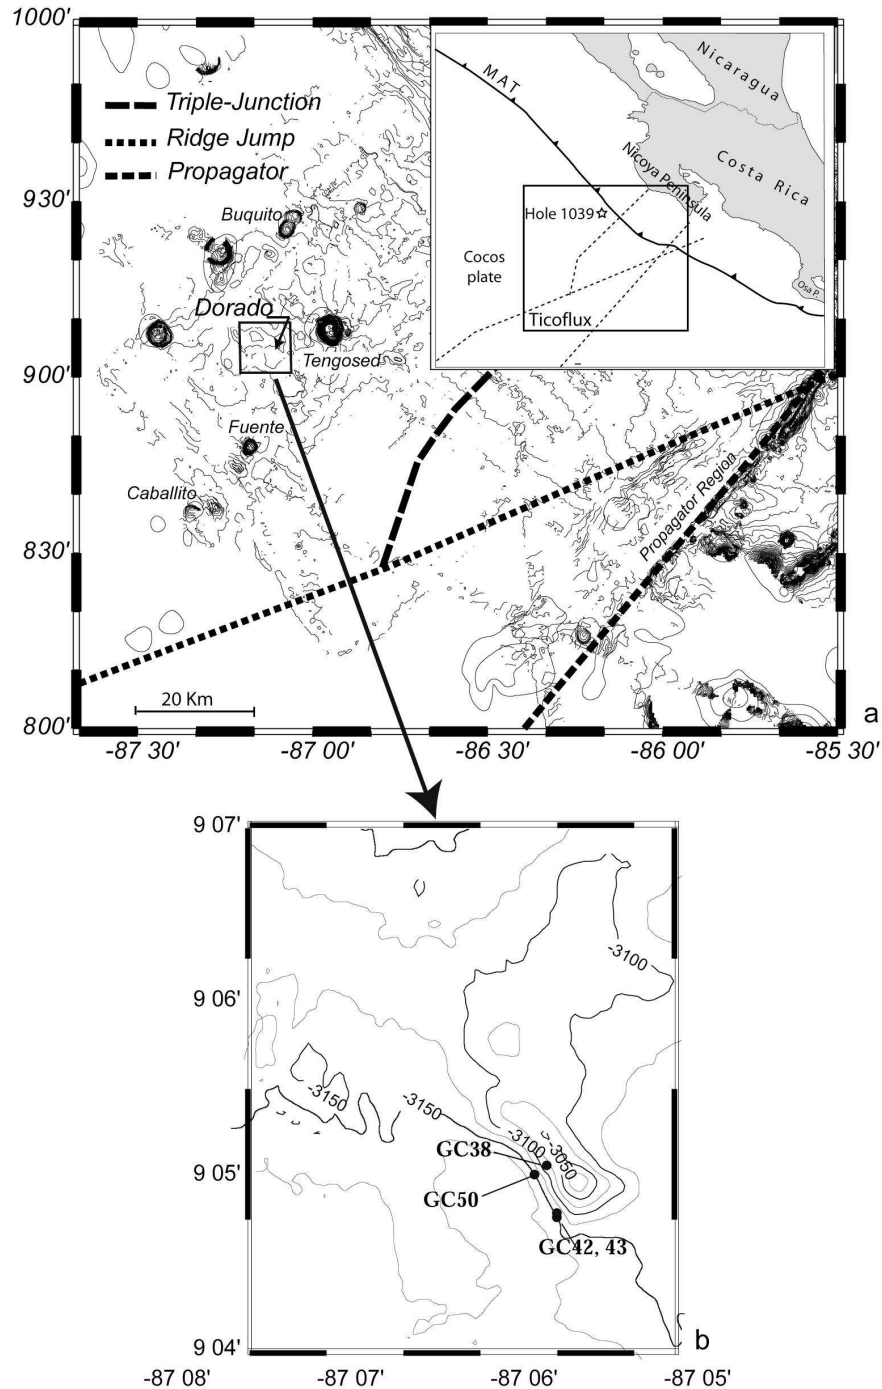 1000'
Triple-Junction
Ridge Jump
Propagator
MAT
Nicaragua
Costa Rica
Nicoya Peninsula
Hole 1039
Cocos
plate
Osa P.
Ticoflux
930'
Buquito
Dorado
Tengosed
900'
Fuente
Caballito
Propagator Region
830'
20 Km
800'
a
-87 30'
-87 00'
-86 30'
-86 00'
-85 30'
9 07'
-3100
9 06'
-3150
-3150
-3100
-3050
GC38
9 05'
GC50
GC42, 43
9 04'
b
-87 08'
-87 07'
-87 06'
-87 05'